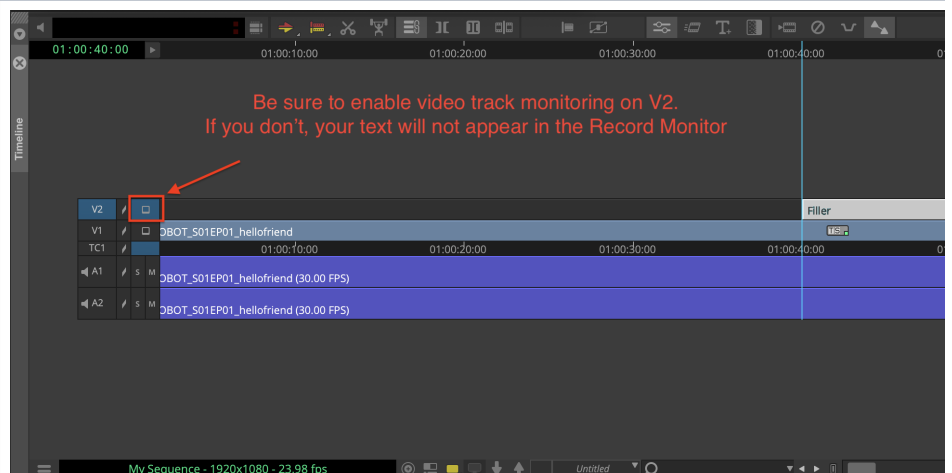 01:00:40:00
01:00:10:00 01:00:20:00 01:00:30:00 01:00:40:00 0
Be sure to enable video track monitoring on V2.
If you don't, your text will not appear in the Record Monitor
Timeline
V2 Filler
V1 OBOT_S01EP01_hellofriend TS
TC1 01:00:10:00 01:00:20:00 01:00:30:00 01:00:40:00 0
A1 S M OBOT_S01EP01_hellofriend (30.00 FPS)
A2 S M OBOT_S01EP01_hellofriend (30.00 FPS)
My Sequence - 1920x1080 - 23.98 fps Untitled